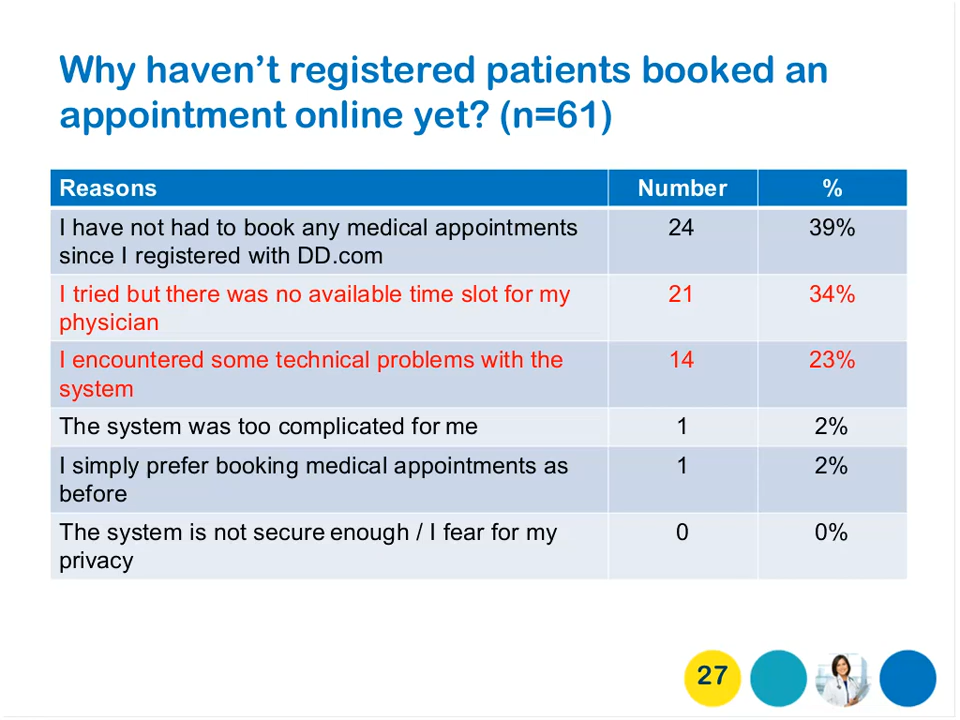 Why haven't registered patients booked an
appointment online yet? (n=61)
Reasons Number %
I have not had to book any medical appointments 24 39%
since I registered with DD.com
I tried but there was no available time slot for my 21 34%
physician
I encountered some technical problems with the 14 23%
system
The system was too complicated for me 1 2%
I simply prefer booking medical appointments as 1 2%
before
The system is not secure enough / I fear for my 0 0%
privacy
27